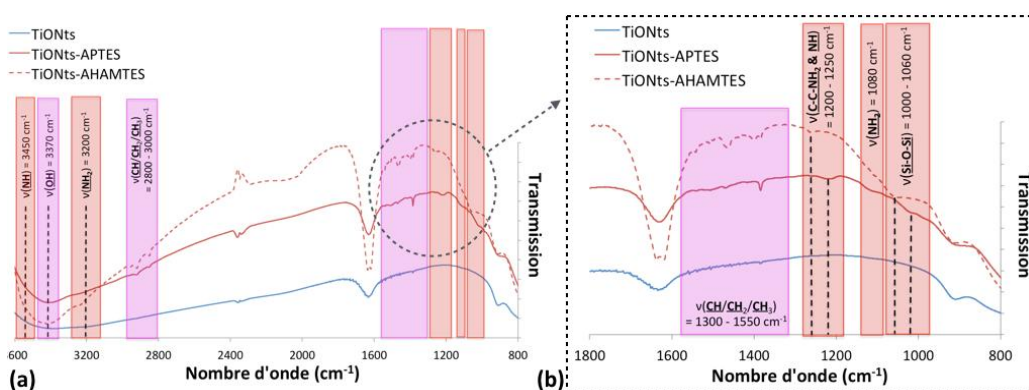 TiONts
TiONts-APTES
TiONts-AHAMTES
ν(NH) = 3450 cm⁻¹
ν(OH) = 3370 cm⁻¹
ν(NH₂) = 3200 cm⁻¹
ν(CH/CH₂/CH₃)
= 2800 - 3000 cm⁻¹
Transmission
600
3200
2800
2400
2000
1600
1200
800
(a)
Nombre d'onde (cm⁻¹)
TiONts
TiONts-APTES
TiONts-AHAMTES
ν(C-C-NH₂ & NH)
= 1200 - 1250 cm⁻¹
ν(NH₂) = 1080 cm⁻¹
ν(Si-O-Si)
= 1000 - 1060 cm⁻¹
ν(CH/CH₂/CH₃)
= 1300 - 1550 cm⁻¹
Transmission
1800
1600
1400
1200
1000
800
(b)
Nombre d'onde (cm⁻¹)